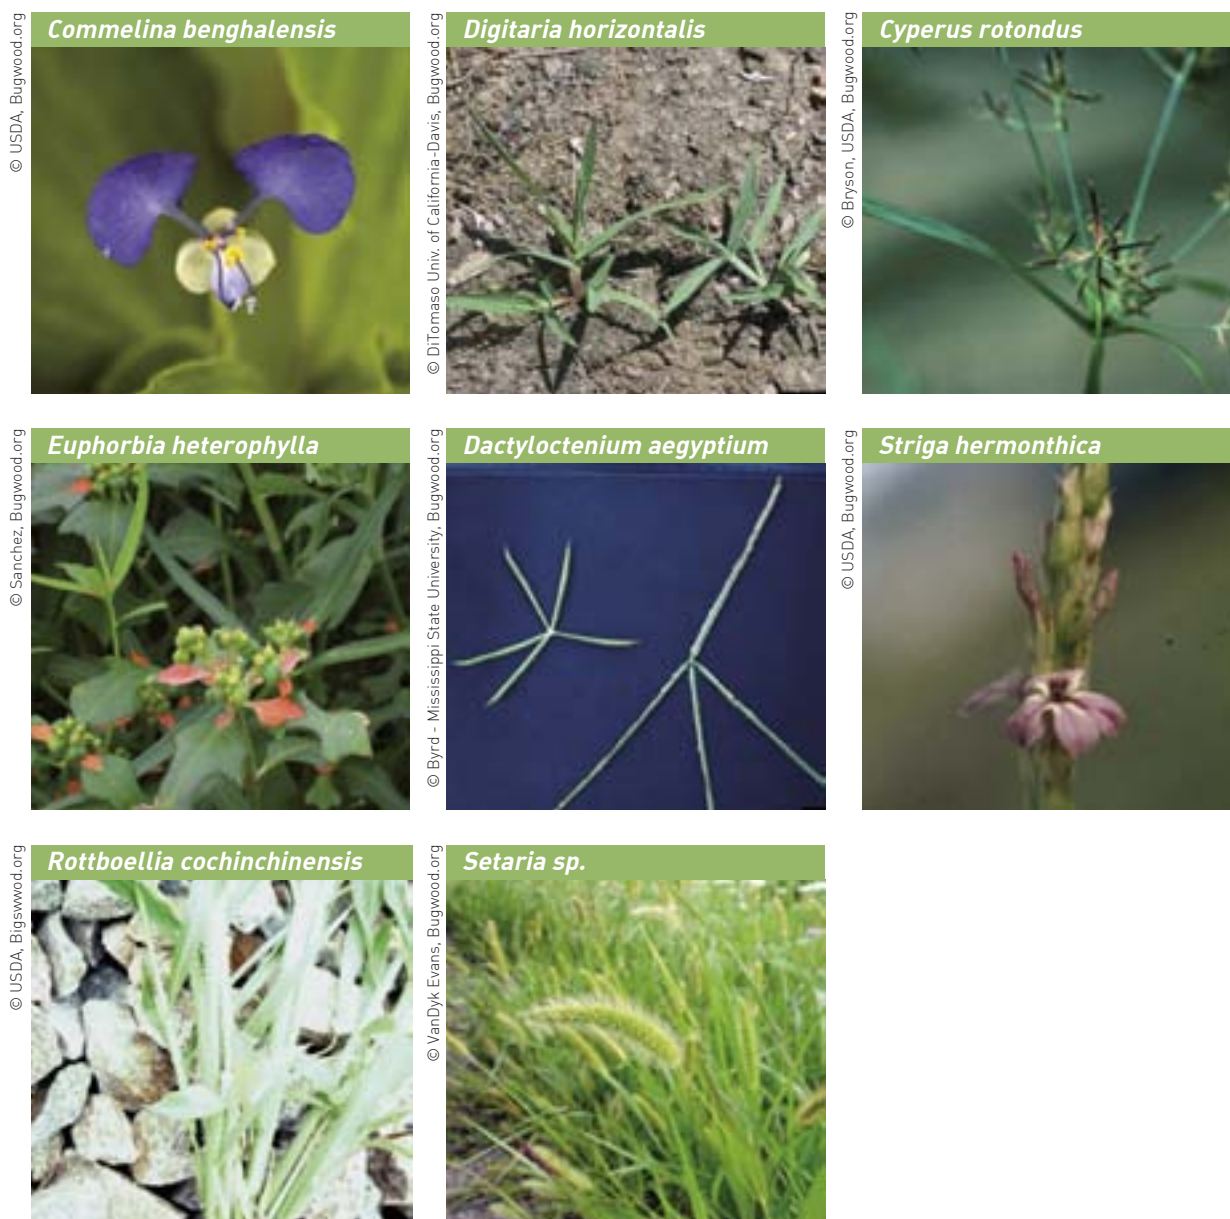 Commelina benghalensis
© USDA, Bugwood.org
Digitaria horizontalis
© DiTomaso Univ. of California-Davis, Bugwood.org
Cyperus rotondus
© Bryson, USDA, Bugwood.org
Euphorbia heterophylla
© Sanchez, Bugwood.org
Dactyloctenium aegyptium
© Byrd - Mississippi State University, Bugwood.org
Striga hermonthica
© USDA, Bugwood.org
Rottboellia cochinchinensis
© USDA, Bigswwod.org
Setaria sp.
© VanDyk Evans, Bugwood.org